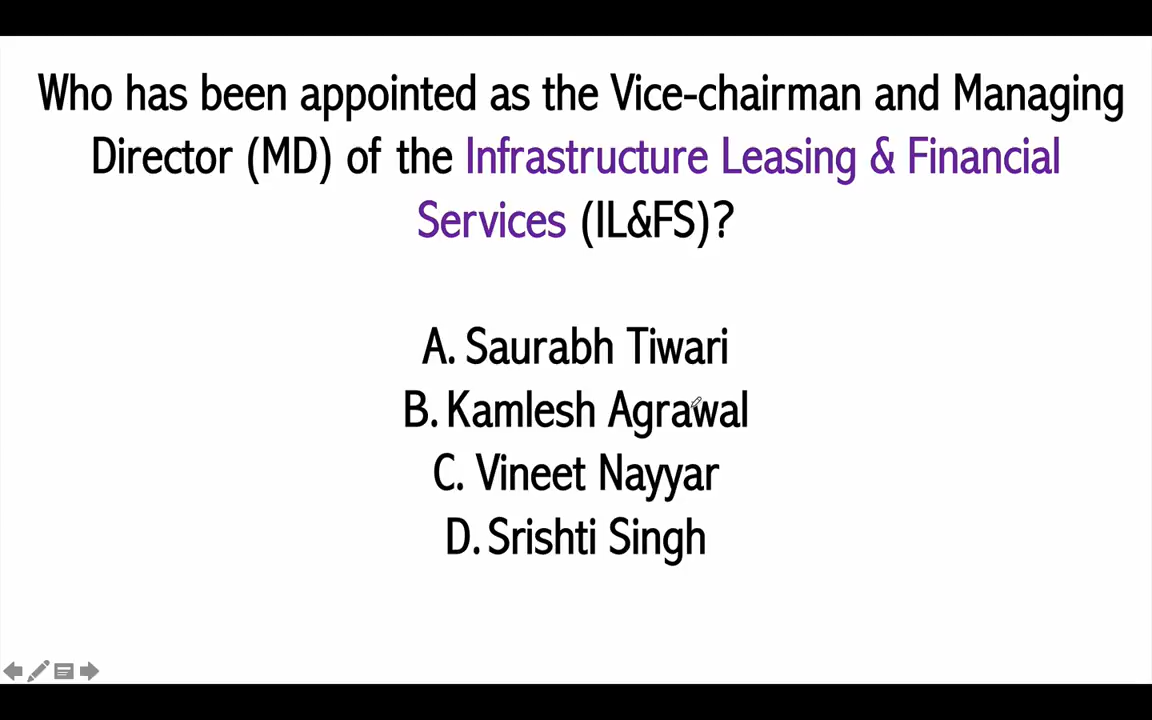 Who has been appointed as the Vice-chairman and Managing
Director (MD) of the Infrastructure Leasing & Financial
Services (IL&FS)?
A. Saurabh Tiwari
B. Kamlesh Agrawal
C. Vineet Nayyar
D. Srishti Singh